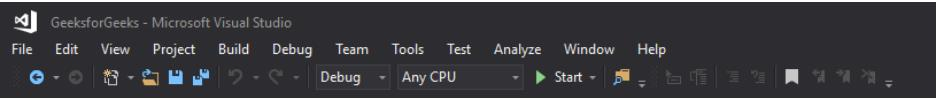 GeeksforGeeks - Microsoft Visual Studio
File Edit View Project Build Debug Team Tools Test Analyze Window Help
Debug Any CPU Start